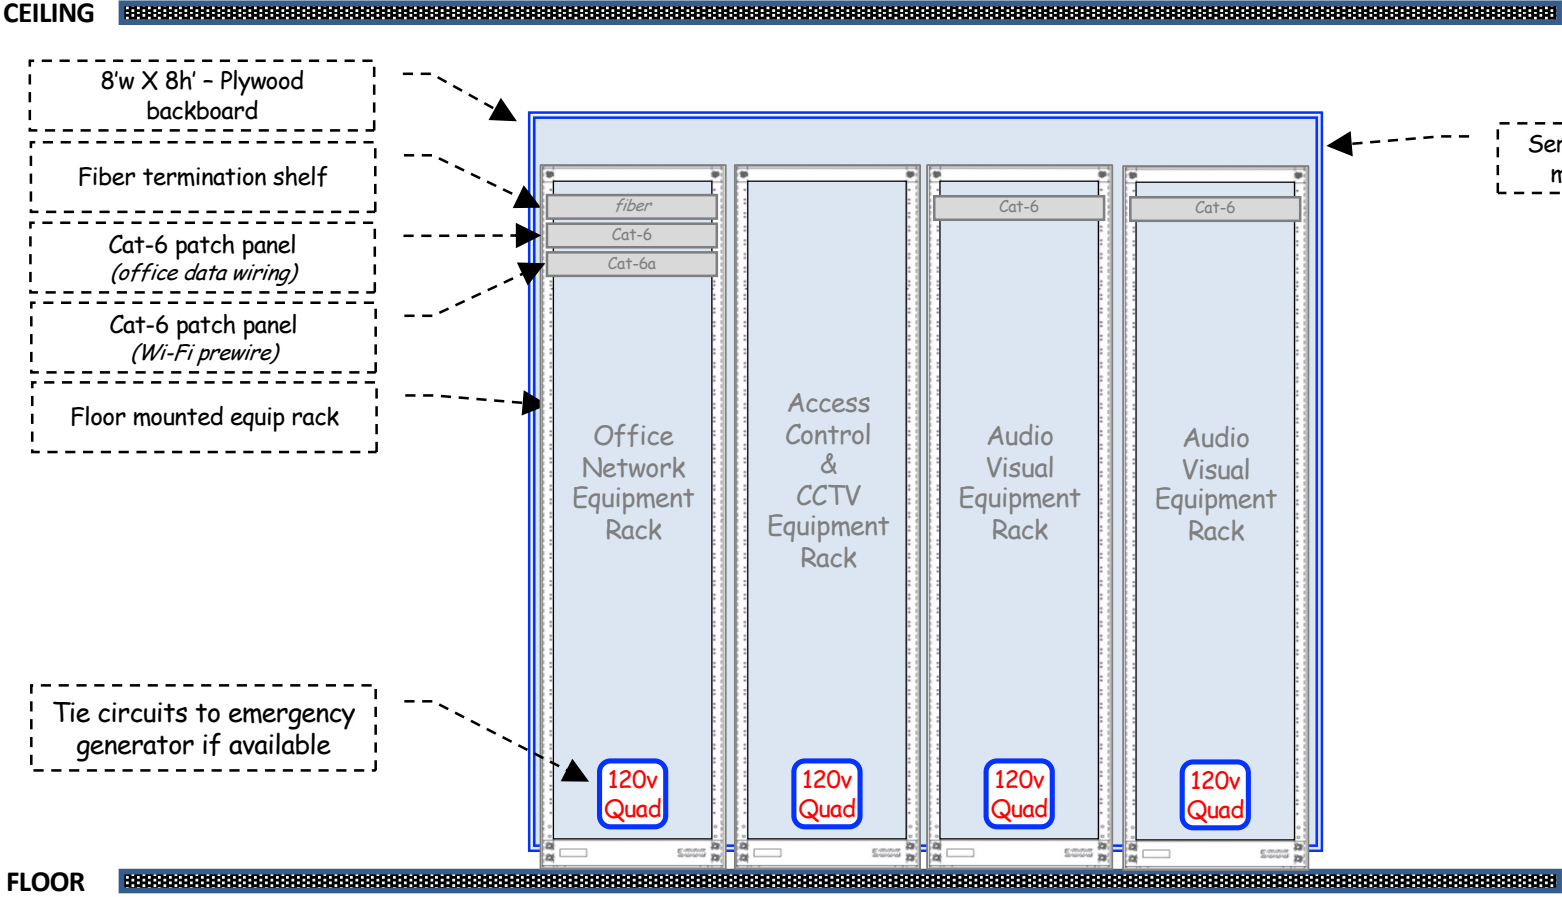 CEILING
8'w X 8h' – Plywood
backboard
Fiber termination shelf
Cat-6 patch panel
(office data wiring)
Cat-6 patch panel
(Wi-Fi prewire)
Floor mounted equip rack
Tie circuits to emergency
generator if available
fiber
Cat-6
Cat-6a
Office
Network
Equipment
Rack
120v
Quad
Access
Control
&
CCTV
Equipment
Rack
120v
Quad
Cat-6
Audio
Visual
Equipment
Rack
120v
Quad
Cat-6
Audio
Visual
Equipment
Rack
120v
Quad
FLOOR